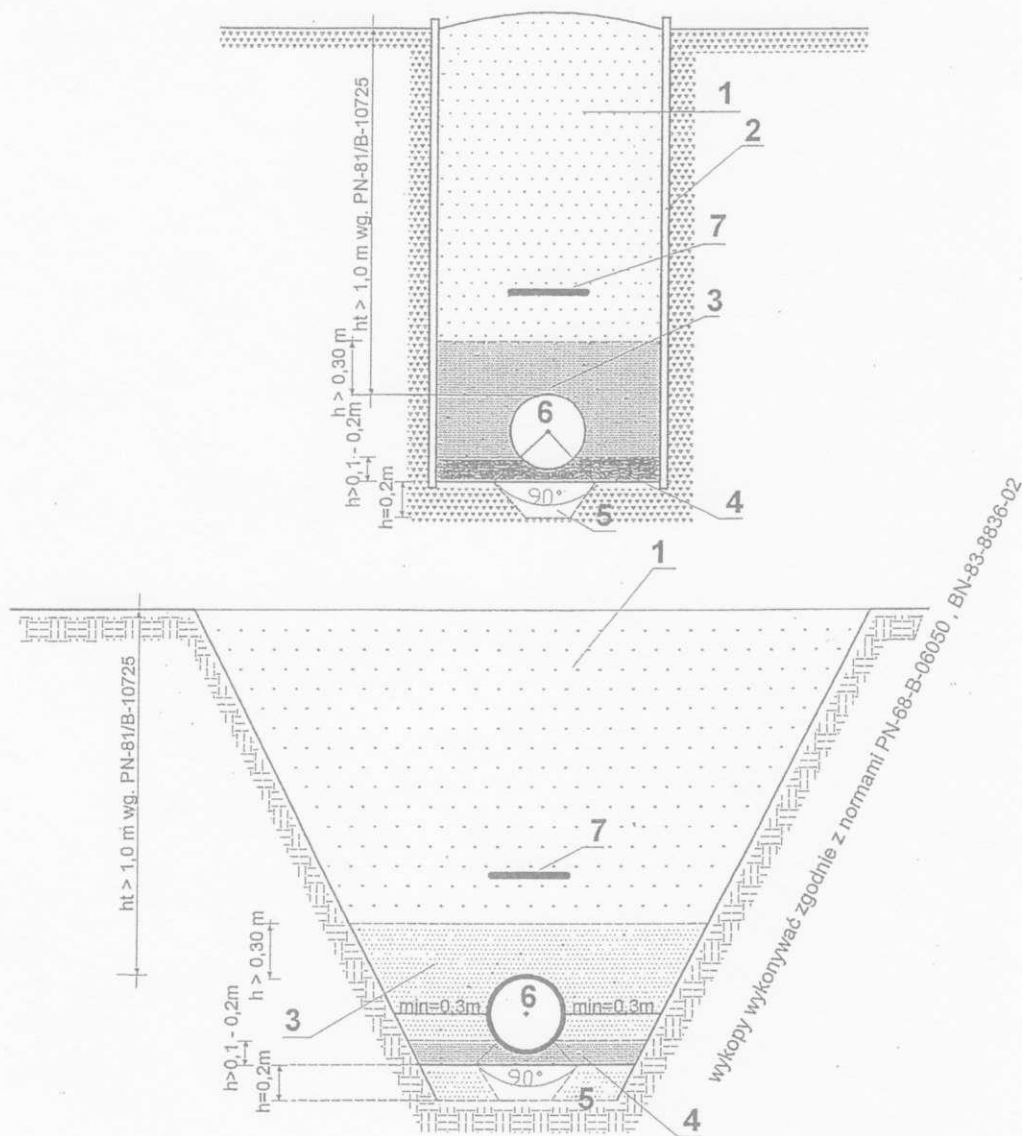 1
2
7
3
6
90°
5
4
ht > 1,0 m wg. PN-81/B-10725
h > 0,30 m
h>0,1 - 0,2m
h=0,2m
1
7
6
min=0,3m
min=0,3m
3
90°
5
4
ht > 1,0 m wg. PN-81/B-10725
h > 0,30 m
h>0,1 - 0,2m
h=0,2m
wykopy wykonywać zgodnie z normami PN-68-B-06050 , BN-83-8836-02